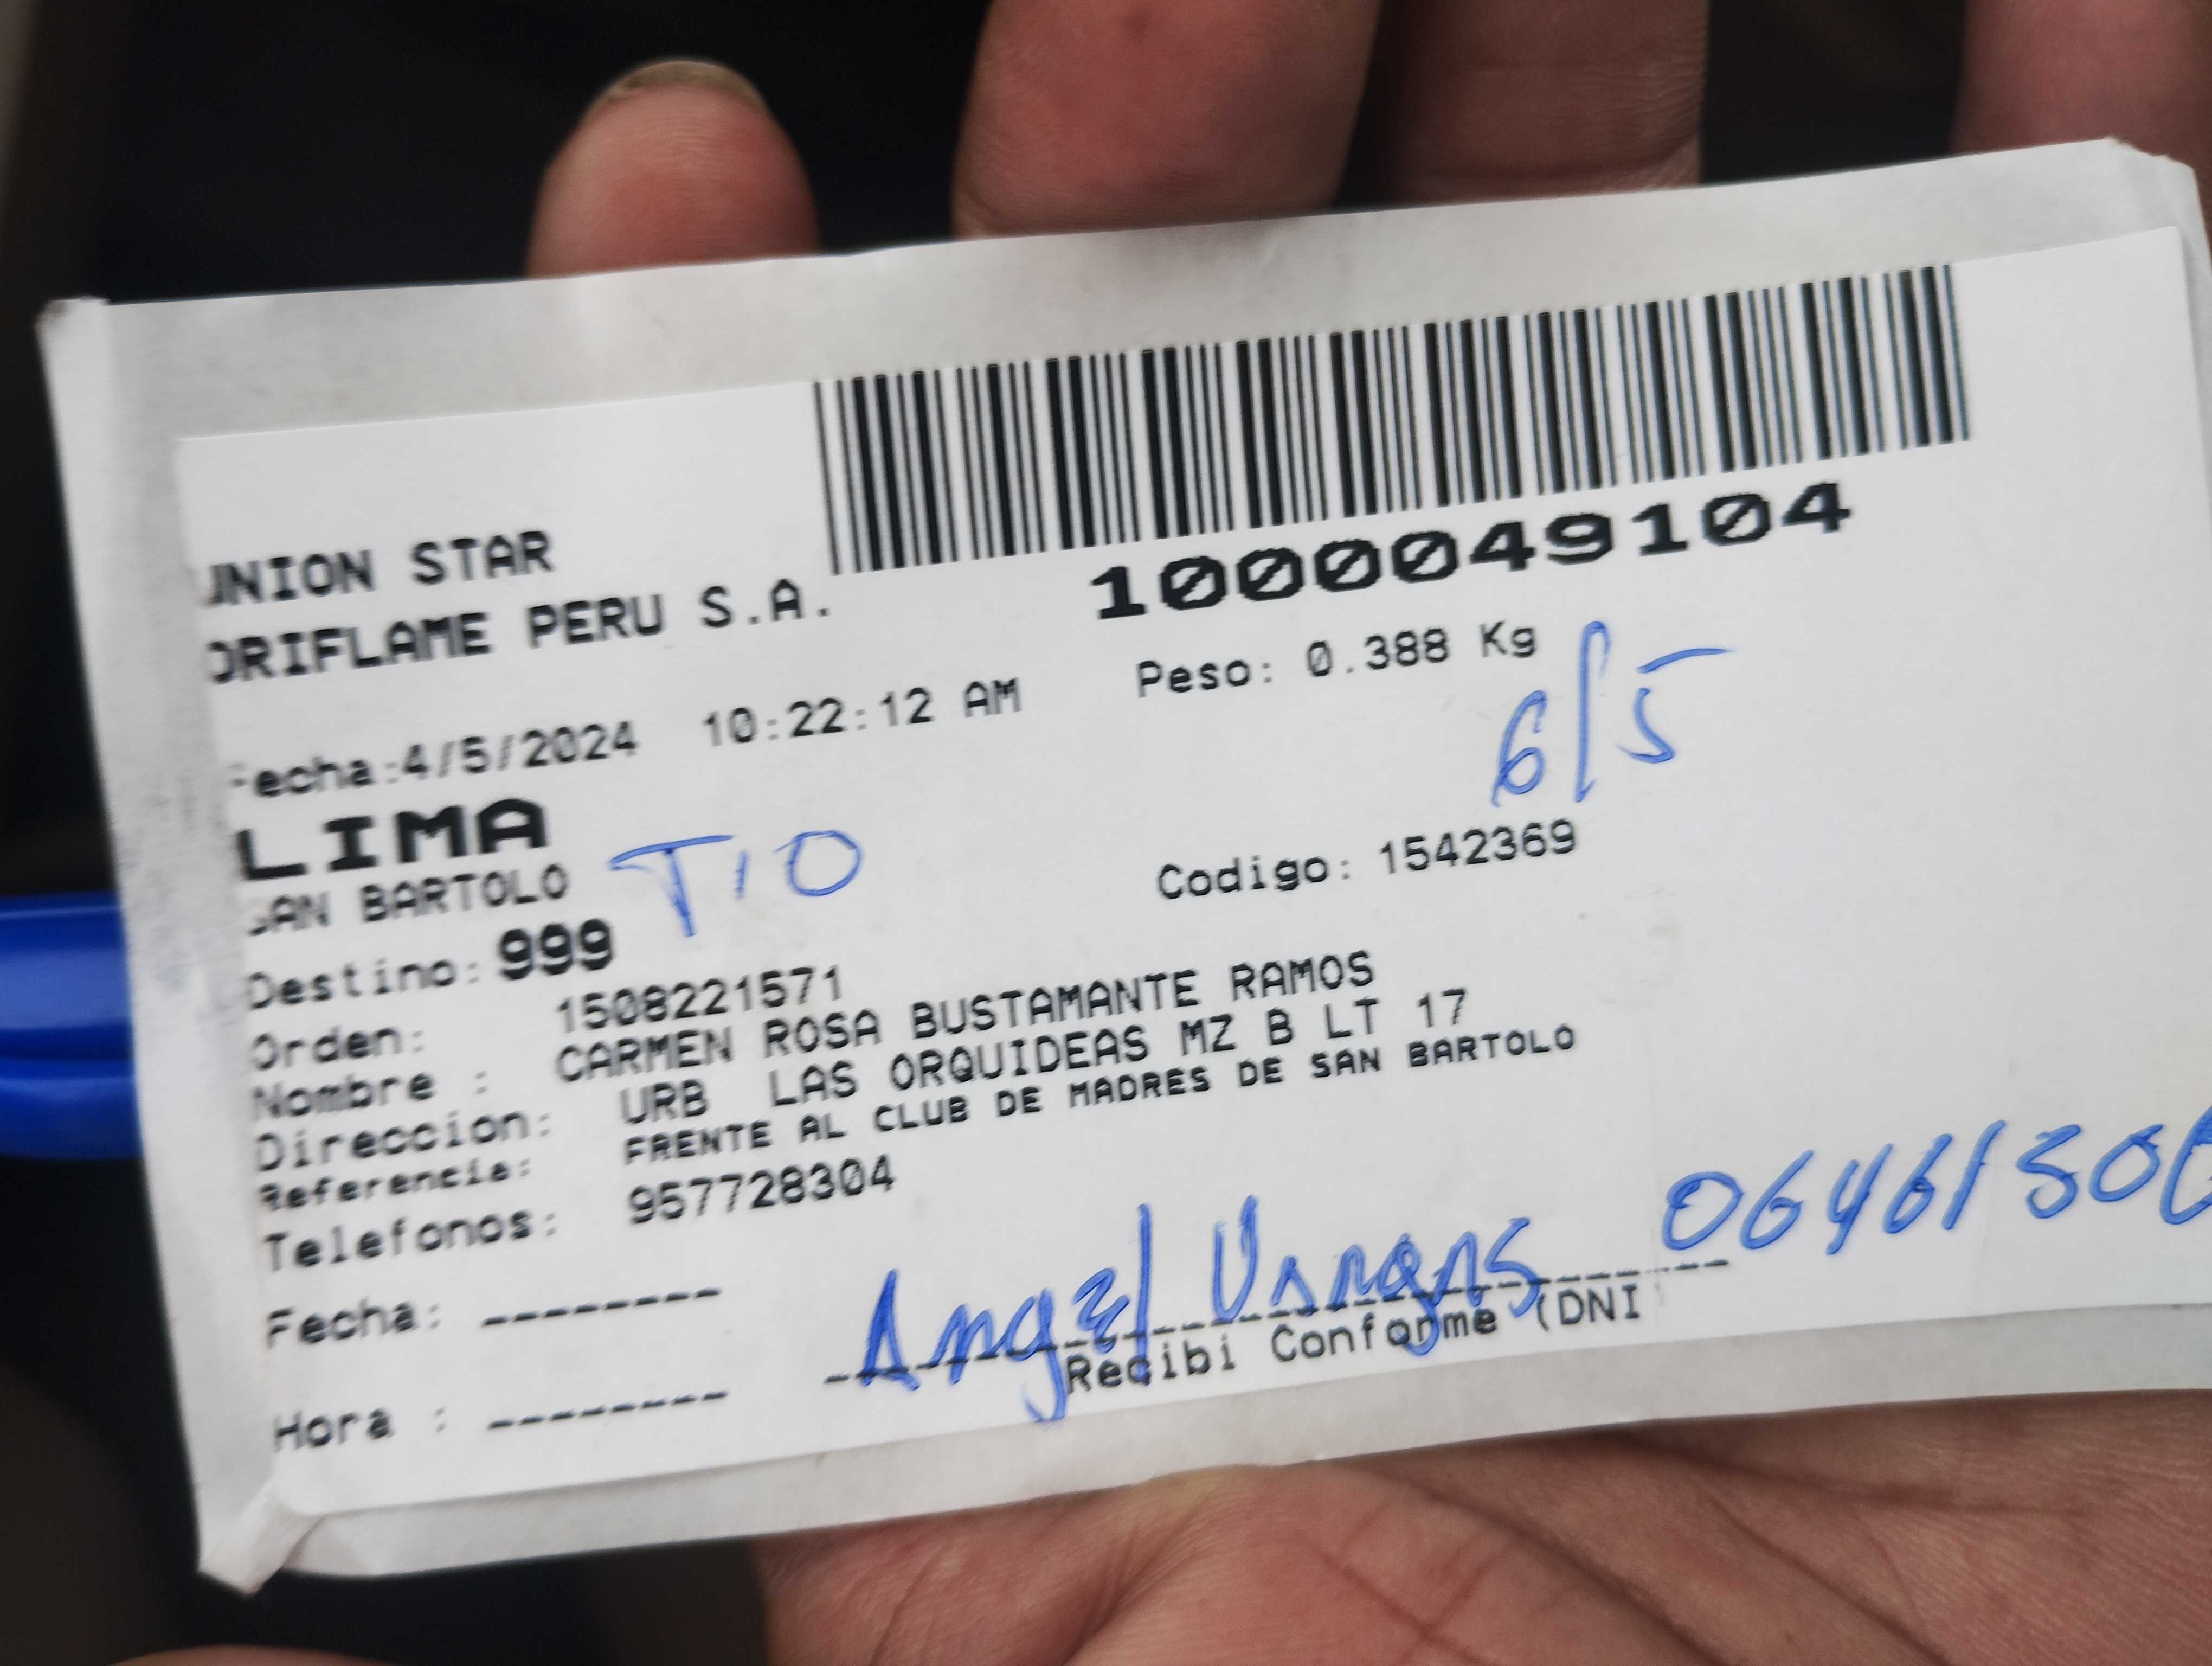 UNION STAR
ORIFLAME PERU S.A.
1000049104
Fecha:4/5/2024 10:22:12 AM Peso: 0.388 Kg
6/5
LIMA
SAN BARTOLO TIO
Codigo: 1542369
Destino: 999
Orden: 1508221571
Nombre : CARMEN ROSA BUSTAMANTE RAMOS
Direccion: URB LAS ORQUIDEAS MZ B LT 17
Referencia: FRENTE AL CLUB DE MADRES DE SAN BARTOLO
Telefonos: 957728304
Angel
Fecha: --------
Recibi Conforme (DNI
Hora : --------